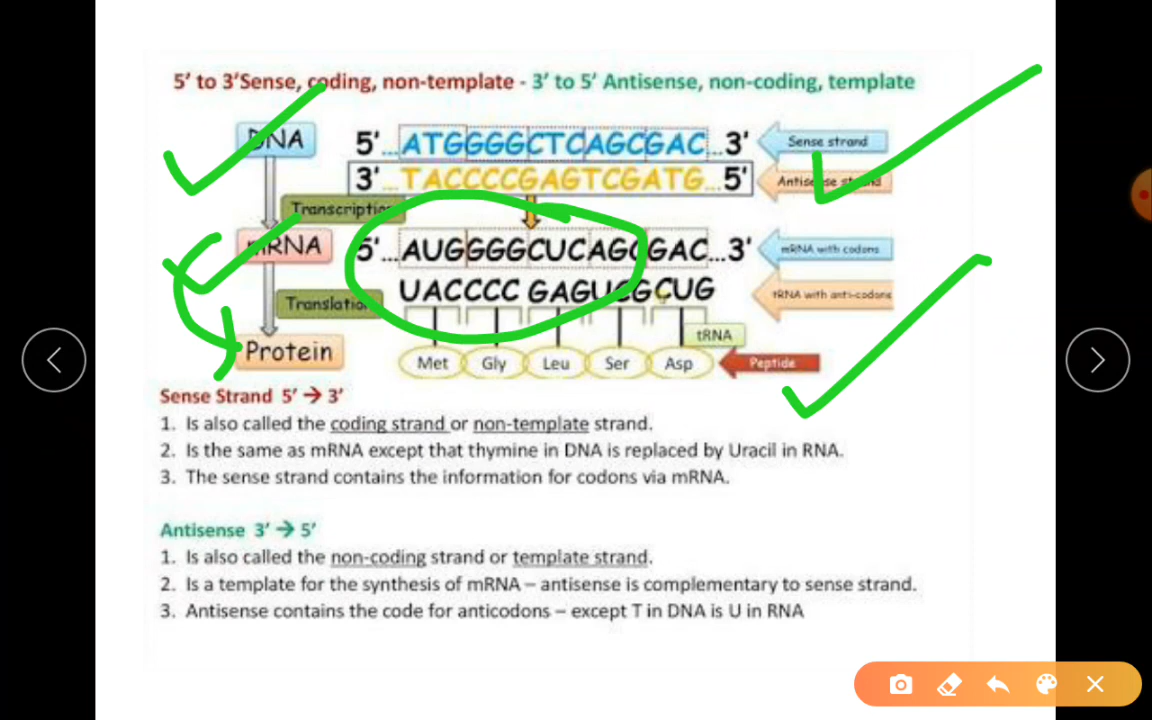 5' to 3'Sense, coding, non-template - 3' to 5' Antisense, non-coding, template
DNA
5'...ATGGGGCTCAGCGAC...3'
Sense strand
3'...TACCCCGAGTCGATG...5'
Antisense strand
Transcription
mRNA
5'...AUGGGGCUCAGCGAC...3'
mRNA with codons
UACCCC GAGUCGCUG
tRNA with anti-codons
Translation
tRNA
Protein
Met Gly Leu Ser Asp
Peptide
Sense Strand 5' → 3'
1. Is also called the coding strand or non-template strand.
2. Is the same as mRNA except that thymine in DNA is replaced by Uracil in RNA.
3. The sense strand contains the information for codons via mRNA.
Antisense 3' → 5'
1. Is also called the non-coding strand or template strand.
2. Is a template for the synthesis of mRNA – antisense is complementary to sense strand.
3. Antisense contains the code for anticodons – except T in DNA is U in RNA